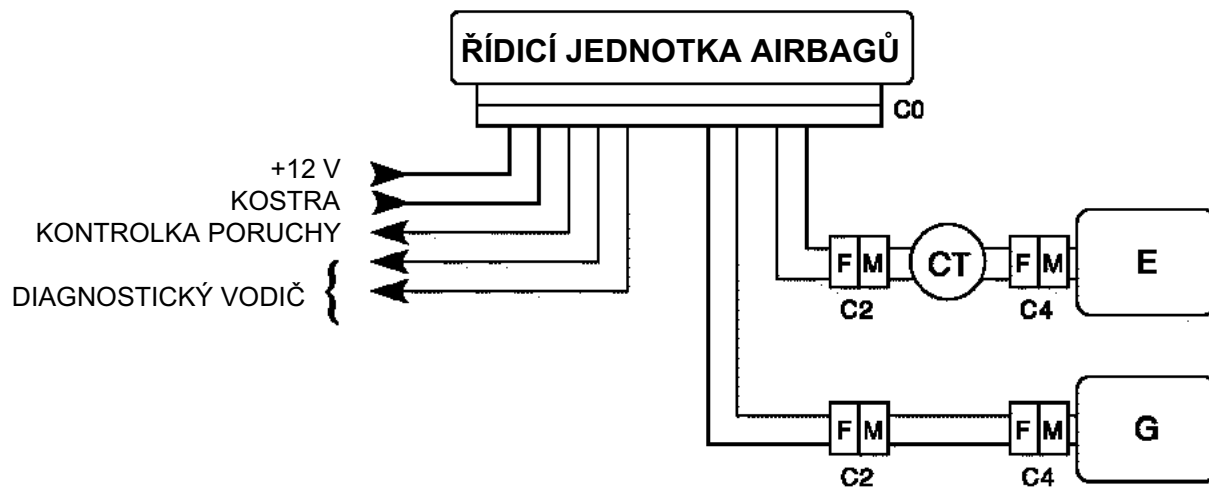 ŘÍDICÍ JEDNOTKA AIRBAGŮ
C0
+12 V
KOSTRA
KONTROLKA PORUCHY
DIAGNOSTICKÝ VODIČ {
F M CT F M E
C2 C4
F M F M G
C2 C4